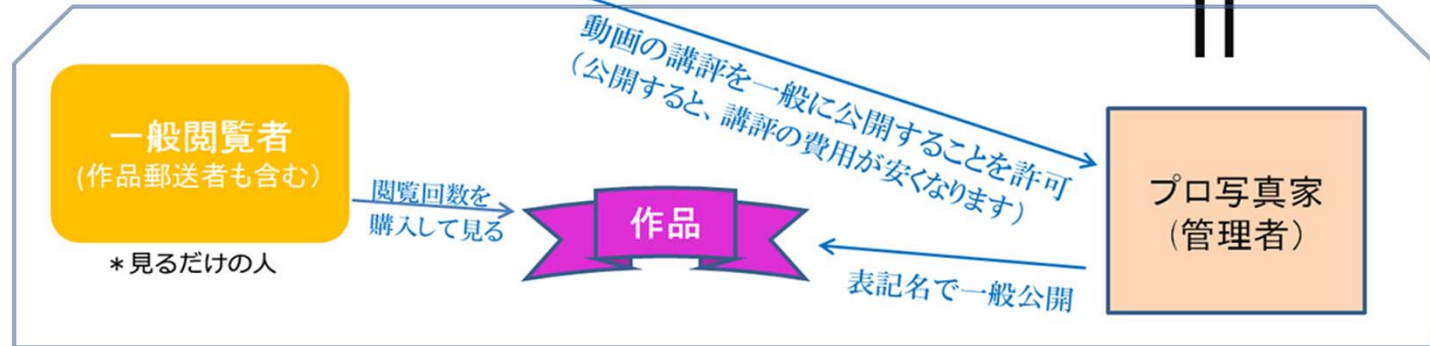 動画の講評を一般に公開することを許可
（公開すると、講評の費用が安くなります）
一般閲覧者
(作品郵送者も含む）
＊見るだけの人
閲覧回数を
購入して見る
作品
表記名で一般公開
プロ写真家
（管理者）